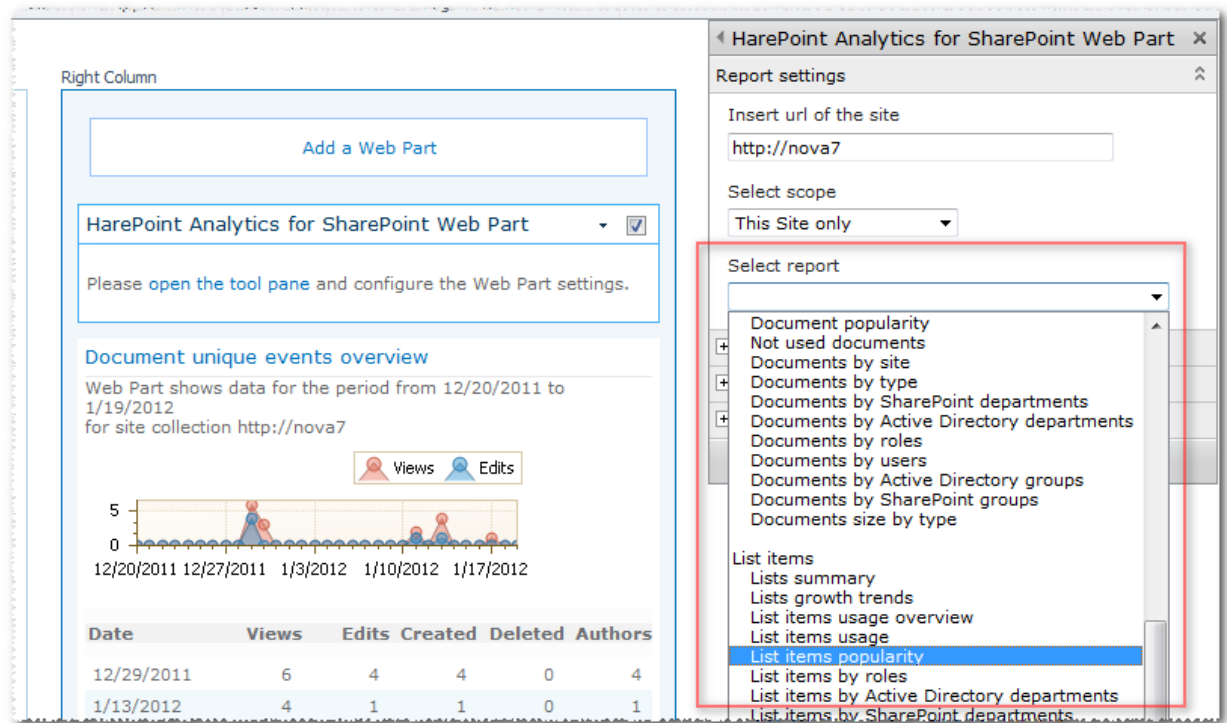 Right Column
Add a Web Part
HarePoint Analytics for SharePoint Web Part
Please open the tool pane and configure the Web Part settings.
Document unique events overview
Web Part shows data for the period from 12/20/2011 to
1/19/2012
for site collection http://nova7
Views Edits
5
0
12/20/2011 12/27/2011 1/3/2012 1/10/2012 1/17/2012
Date Views Edits Created Deleted Authors
12/29/2011 6 4 4 0 4
1/13/2012 4 1 1 0 1
HarePoint Analytics for SharePoint Web Part
Report settings
Insert url of the site
http://nova7
Select scope
This Site only
Select report
Document popularity
Not used documents
Documents by site
Documents by type
Documents by SharePoint departments
Documents by Active Directory departments
Documents by roles
Documents by users
Documents by Active Directory groups
Documents by SharePoint groups
Documents size by type
List items
Lists summary
Lists growth trends
List items usage overview
List items usage
List items popularity
List items by roles
List items by Active Directory departments
List items by SharePoint departments